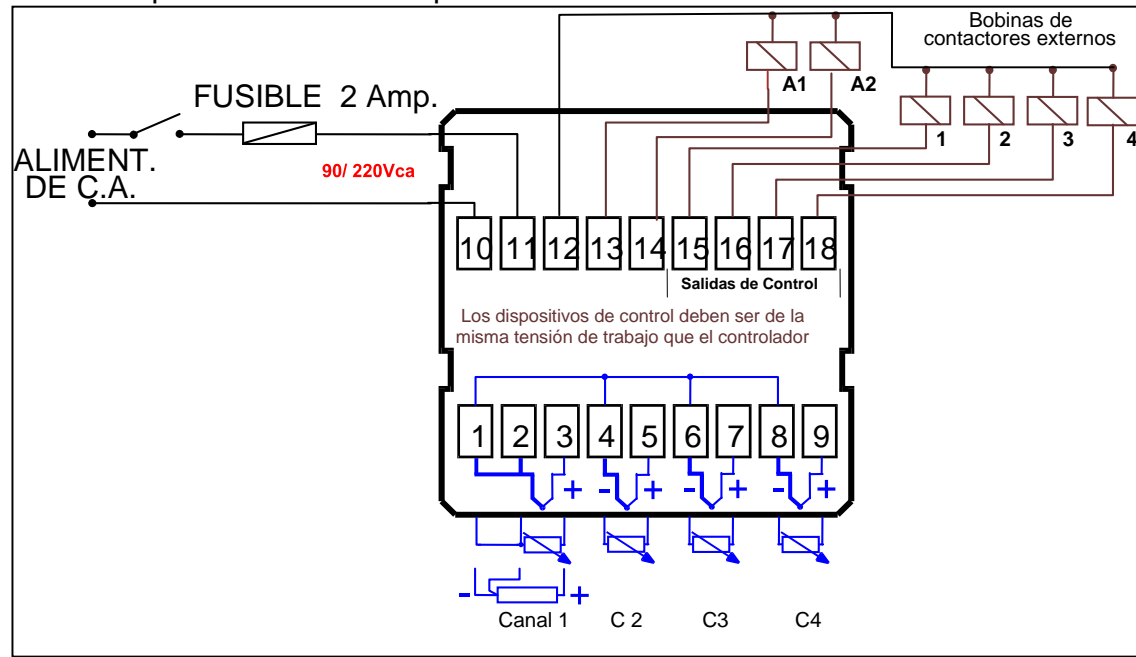 Bobinas de
contactores externos
A1 A2
FUSIBLE 2 Amp.
1 2 3 4
ALIMENT.
DE C.A.
90/ 220Vca
10 11 12 13 14 15 16 17 18
Salidas de Control
Los dispositivos de control deben ser de la
misma tensión de trabajo que el controlador
1 2 3 4 5 6 7 8 9
+ - + - + - +
- +
Canal 1 C 2 C3 C4